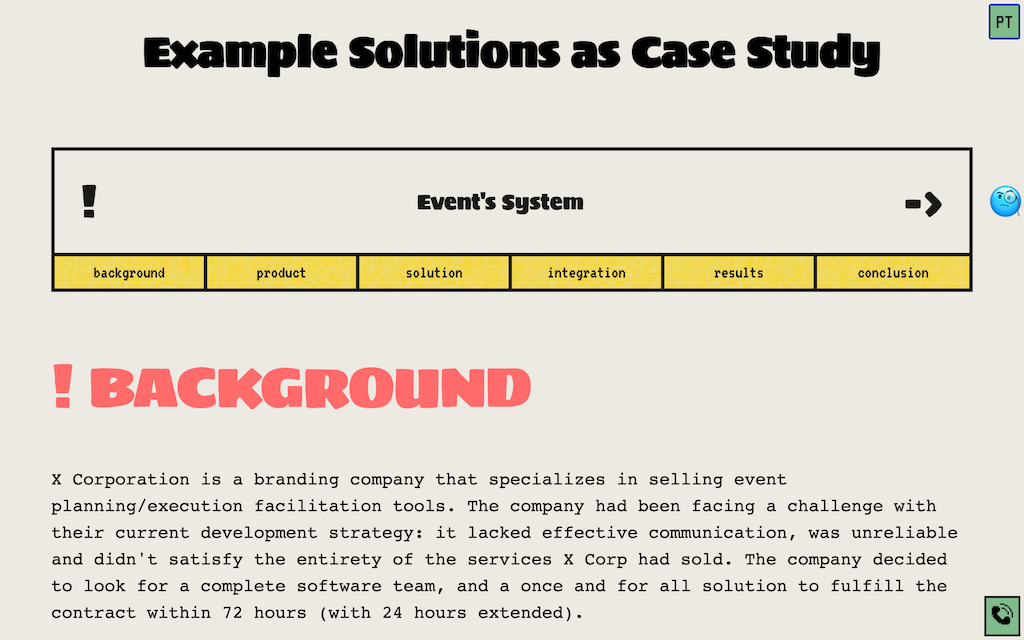 PT
Example Solutions as Case Study
! Event's System ->
background product solution integration results conclusion
! BACKGROUND
X Corporation is a branding company that specializes in selling event
planning/execution facilitation tools. The company had been facing a challenge with
their current development strategy: it lacked effective communication, was unreliable
and didn't satisfy the entirety of the services X Corp had sold. The company decided
to look for a complete software team, and a once and for all solution to fulfill the
contract within 72 hours (with 24 hours extended).